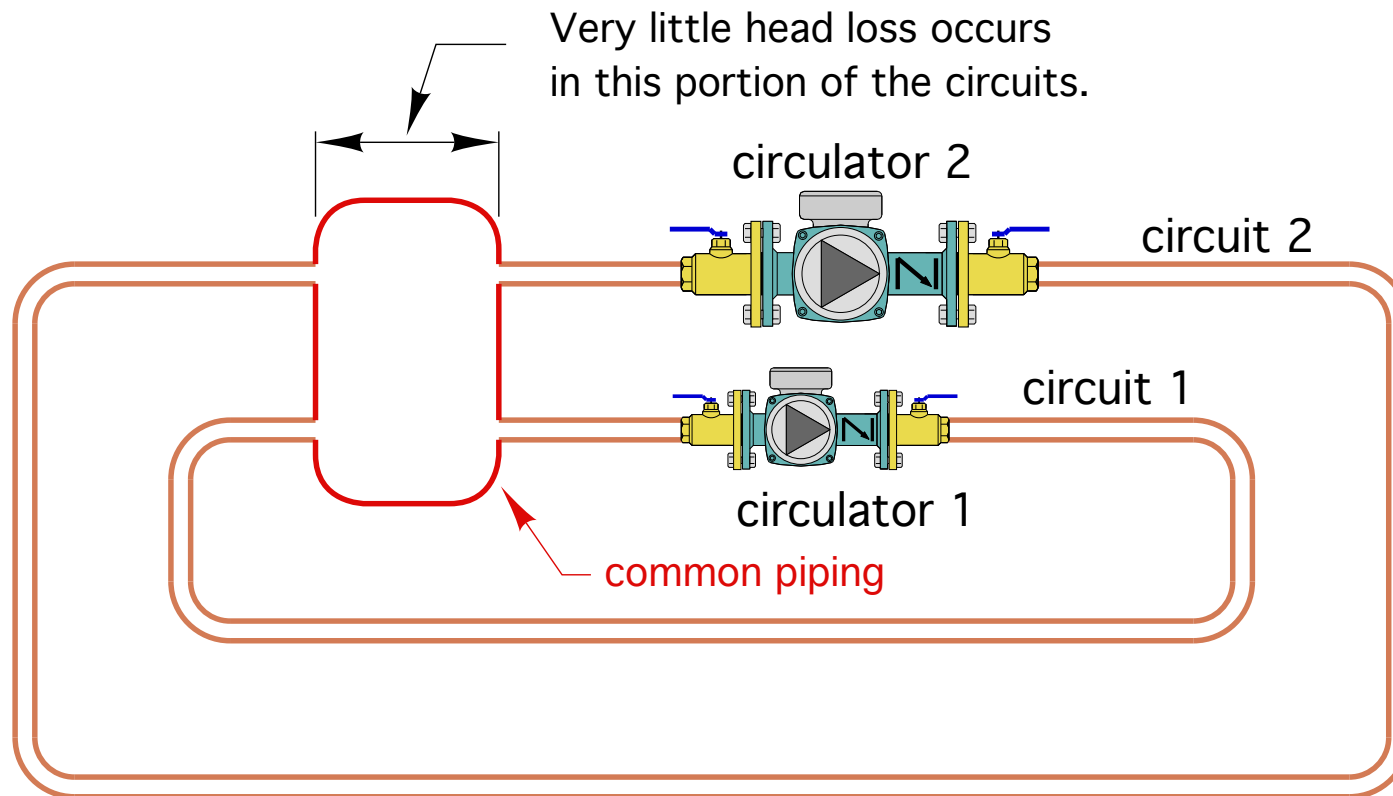 Very little head loss occurs
in this portion of the circuits.
circulator 2
circuit 2
circuit 1
circulator 1
common piping